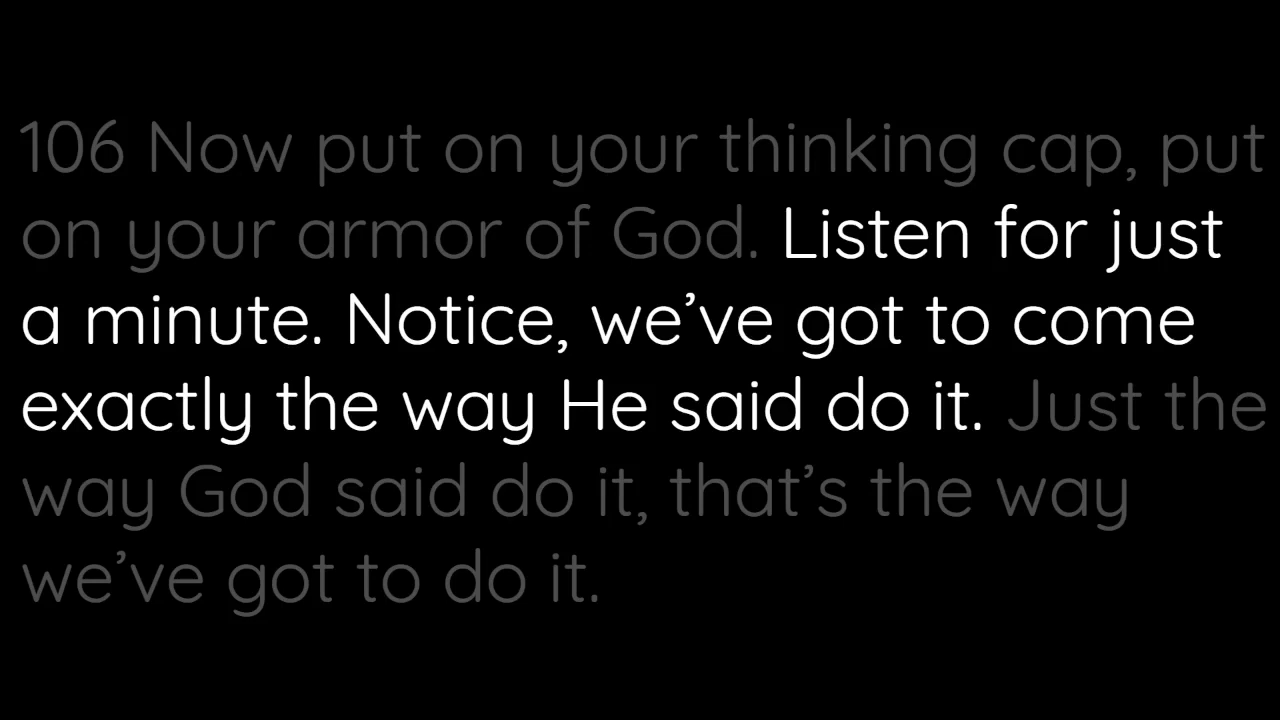 106 Now put on your thinking cap, put
on your armor of God. Listen for just
a minute. Notice, we’ve got to come
exactly the way He said do it. Just the
way God said do it, that’s the way
we’ve got to do it.